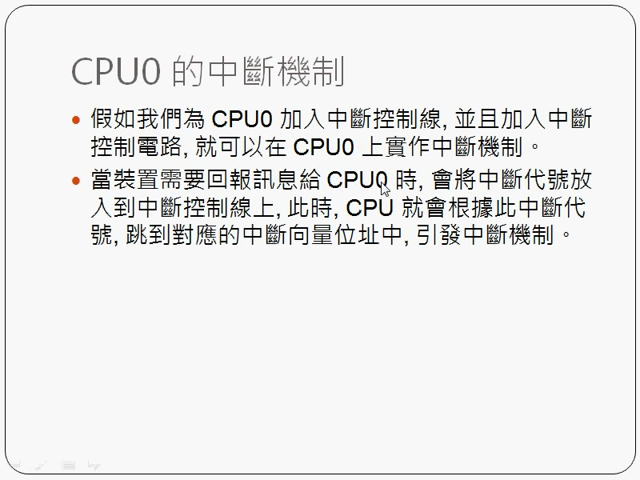 CPU0 的中斷機制
假如我們為 CPU0 加入中斷控制線, 並且加入中斷
控制電路, 就可以在 CPU0 上實作中斷機制。
當裝置需要回報訊息給 CPU0 時, 會將中斷代號放
入到中斷控制線上, 此時, CPU 就會根據此中斷代
號, 跳到對應的中斷向量位址中, 引發中斷機制。